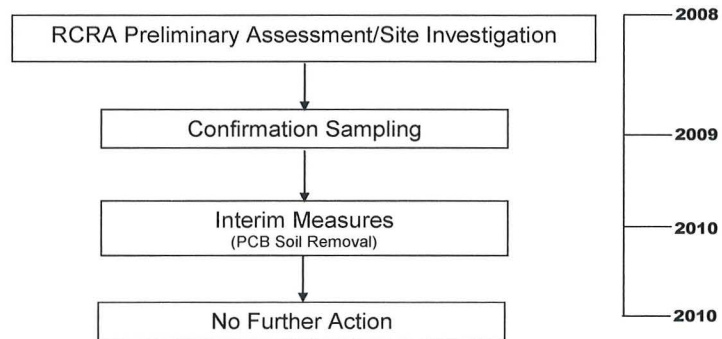 RCRA Preliminary Assessment/Site Investigation
2008
Confirmation Sampling
2009
Interim Measures
(PCB Soil Removal)
2010
No Further Action
2010